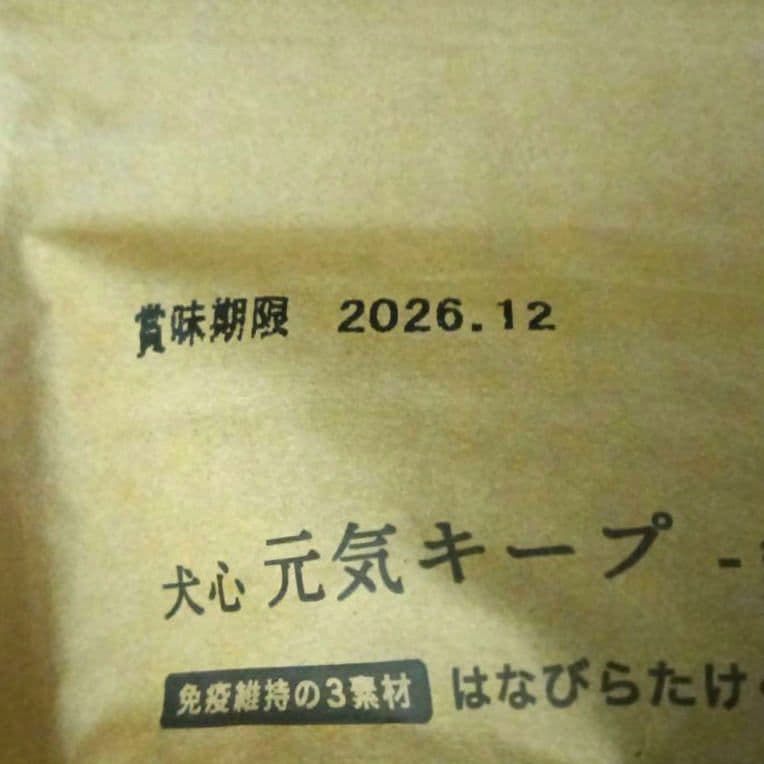 賞味期限 2026.12
犬心 元気キープ -
免疫維持の3素材 はなびらたけ